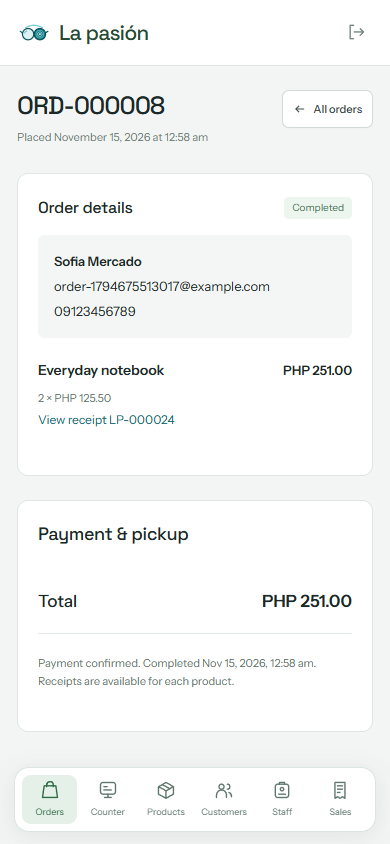 La pasión
ORD-000008
All orders
Placed November 15, 2026 at 12:58 am
Order details
Completed
Sofia Mercado
order-1794675513017@example.com
09123456789
Everyday notebook PHP 251.00
2 × PHP 125.50
View receipt LP-000024
Payment & pickup
Total PHP 251.00
Payment confirmed. Completed Nov 15, 2026, 12:58 am.
Receipts are available for each product.
Orders Counter Products Customers Staff Sales